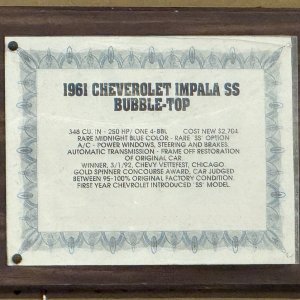 1961 CHEVEROLET IMPALA SS
BUBBLE-TOP
348 CU. IN - 250 HP/ ONE 4-BBL COST NEW $2,704
RARE MIDNIGHT BLUE COLOR - RARE 'SS' OPTION
A/C - POWER WINDOWS, STEERING AND BRAKES
AUTOMATIC TRANSMISSION - FRAME OFF RESTORATION
OF ORIGINAL CAR
WINNER, 3/1/92, CHEVY VETTEFEST, CHICAGO.
GOLD SPINNER CONCOURSE AWARD, CAR JUDGED
BETWEEN 95-100% ORIGINAL FACTORY CONDITION.
FIRST YEAR CHEVROLET INTRODUCED 'SS' MODEL.